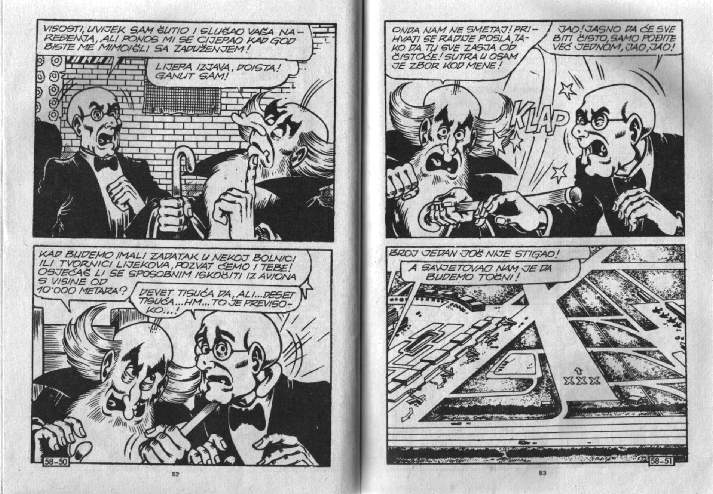 VISOSTI, UVIJEK SAM ŠUTIO I SLUŠAO VAŠA NA-
REĐENJA, ALI PONOS MI SE CIJEPAO KAD GOD
BISTE ME MIMOIŠLI SA ZADUŽENJEM!
LIJEPA IZJAVA, DOISTA!
GANUT SAM!
KAD BUDEMO IMALI ZADATAK U NEKOJ BOLNICI
ILI TVORNICI LIJEKOVA, POZVAT ĆEMO I TEBE!
OSJEĆAŠ LI SE SPOSOBNIM ISKOČITI IZ AVIONA
S VISINE OD
10'000 METARA?
DEVET TISUĆA DA, ALI...DESET
TISUĆA...HM...TO JE PREVISO-
KO...!
58-50
52
ONDA NAM NE SMETAJ! PRI-
HVATI SE RADIJE POSLA, TA-
KO DA TU SVE ZASJA OD
ČISTOĆE! SUTRA U OSAM
JE ZBOR KOD MENE!
JAO! JASNO DA ĆE SVE
BITI ČISTO, SAMO POĐITE
VEĆ JEDNOM, JAO, JAO!
KLAP
BROJ JEDAN JOŠ NIJE STIGAO!
A SAVJETOVAO NAM JE DA
BUDEMO TOČNI!
XXX
53
58-51